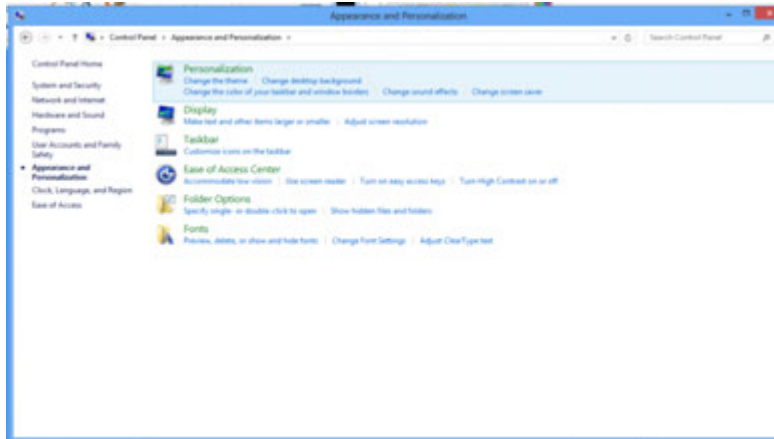 Appearance and Personalization
Control Panel › Appearance and Personalization ›
Search Control Panel
Control Panel Home
System and Security
Network and Internet
Hardware and Sound
Programs
User Accounts and Family
Safety
Appearance and
Personalization
Clock, Language, and Region
Ease of Access
Personalization
Change the theme
Change desktop background
Change the color of your taskbar and window borders
Change sound effects
Change screen saver
Display
Make text and other items larger or smaller
Adjust screen resolution
Taskbar
Customize icons on the taskbar
Ease of Access Center
Accommodate low vision
Use screen reader
Turn on easy access keys
Turn High Contrast on or off
Folder Options
Specify single- or double-click to open
Show hidden files and folders
Fonts
Preview, delete, or show and hide fonts
Change Font Settings
Adjust ClearType text